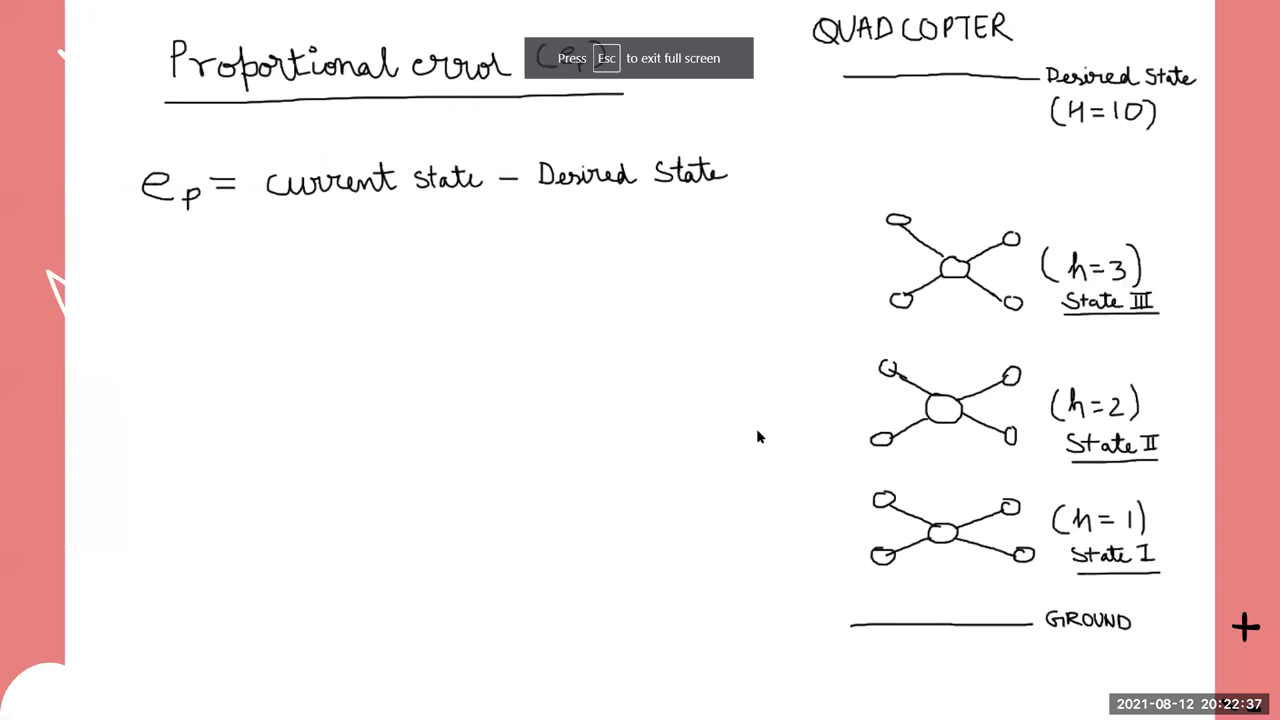 Proportional error (ep)
Press Esc to exit full screen
ep = current state - Desired State
QUADCOPTER
Desired State
(H=10)
(h=3)
State III
(h=2)
State II
(h=1)
State I
GROUND
2021-08-12 20:22:37